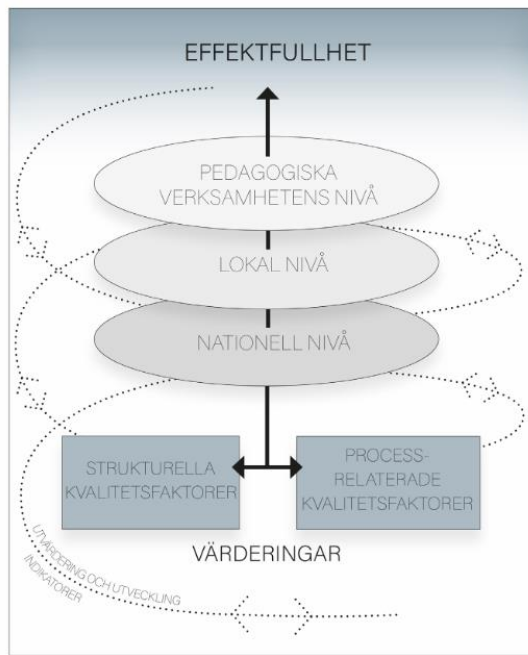 EFFEKTFULLHET
PEDAGOGISKA
VERKSAMHETENS NIVÅ
LOKAL NIVÅ
NATIONELL NIVÅ
STRUKTURELLA
KVALITETSFAKTORER
PROCESS-
RELATERADE
KVALITETSFAKTORER
VÄRDERINGAR
UTVÄRDERING OCH UTVECKLING
INDIKATORER